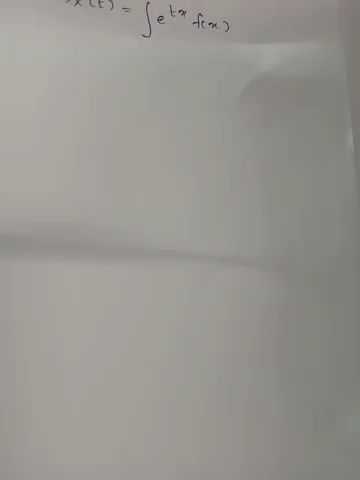 x(t) = ∫ e^{tx} f(x)